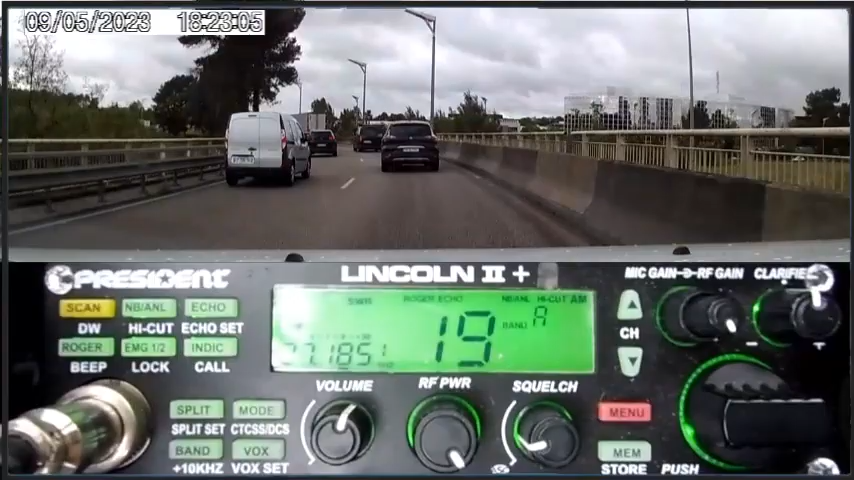 09/05/2023 18:23:05
PRESIDENT
LINCOLN II +
MIC GAIN RF GAIN CLARIFIER
SCAN NB/ANL ECHO
DW HI-CUT ECHO SET
ROGER EMG 1/2 INDIC
BEEP LOCK CALL
SWR ROGER ECHO NB/ANL HI-CUT AM
19 BAND A
27.185
CH
VOLUME RF PWR SQUELCH
SPLIT MODE
SPLIT SET CTCSS/DCS
BAND VOX
+10KHZ VOX SET
MENU
MEM
STORE PUSH